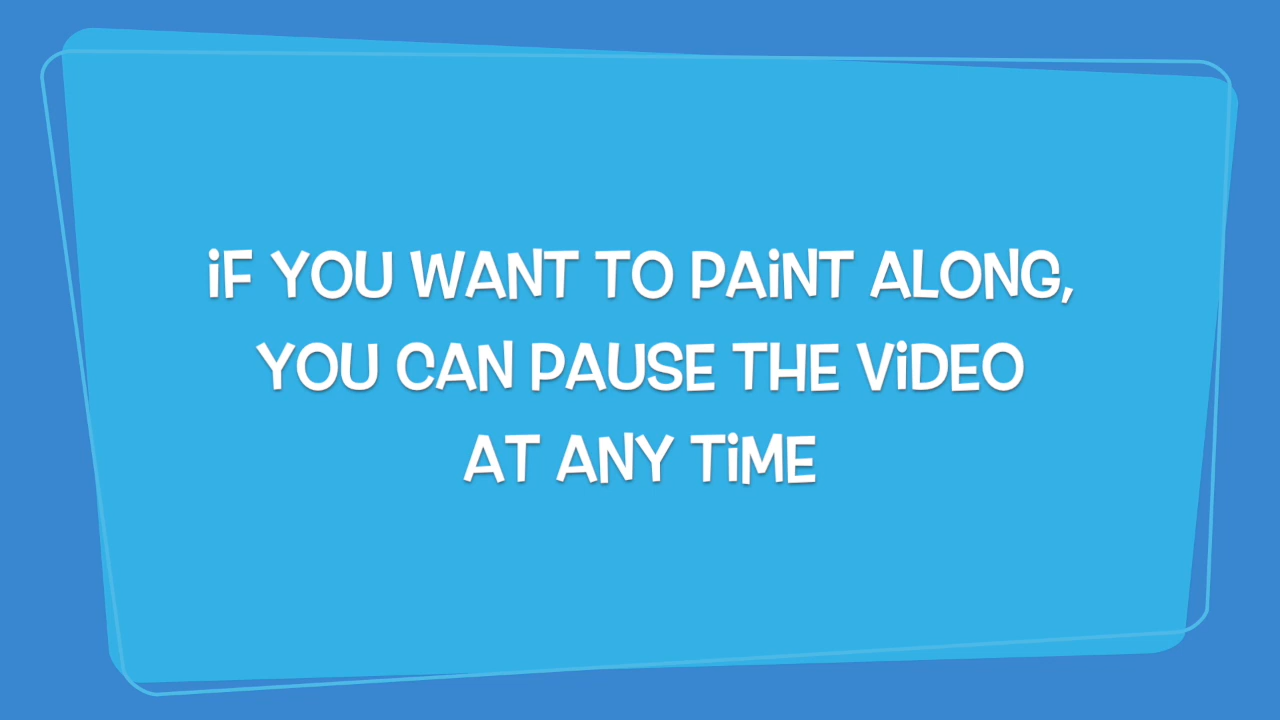 iF YOU WANT TO PAiNT ALONG,
YOU CAN PAUSE THE ViDEO
AT ANY TiME